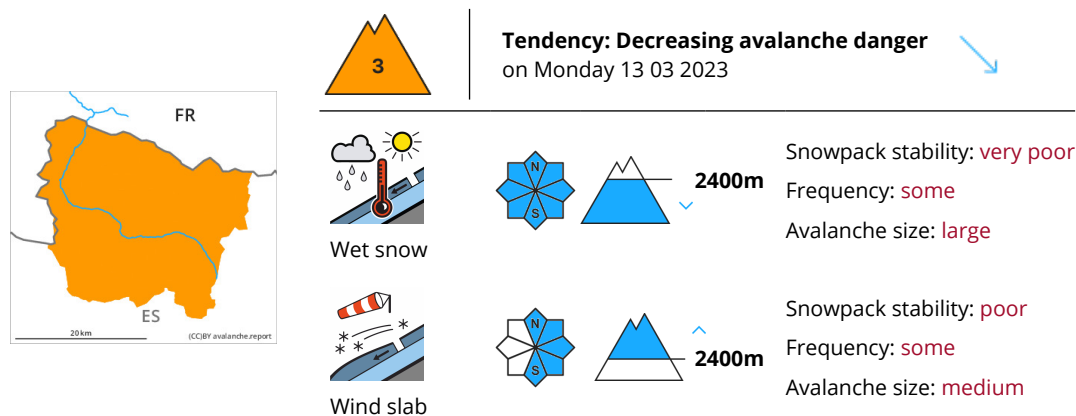 3
Tendency: Decreasing avalanche danger
on Monday 13 03 2023
FR
ES
20 km
(CC)BY avalanche.report
N
S
2400m
Snowpack stability: very poor
Frequency: some
Avalanche size: large
Wet snow
N
S
2400m
Snowpack stability: poor
Frequency: some
Avalanche size: medium
Wind slab